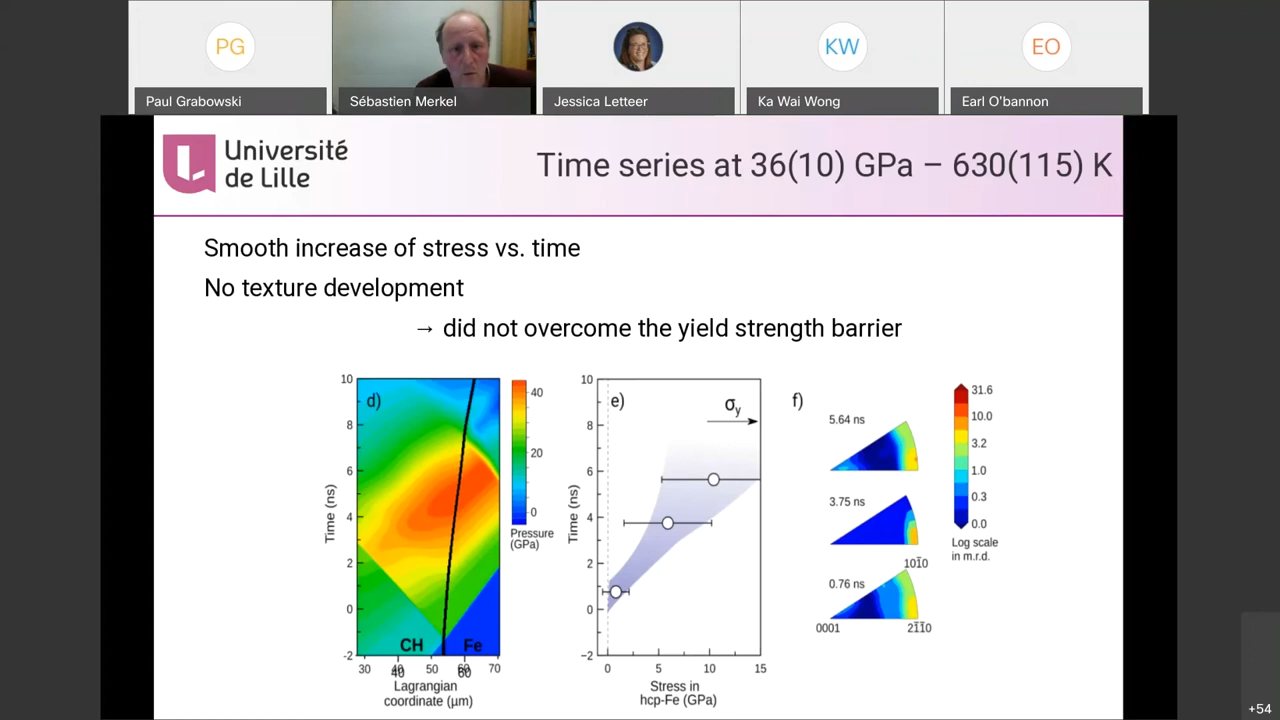 PG
KW
EO
Paul Grabowski
Sébastien Merkel
Jessica Letteer
Ka Wai Wong
Earl O'bannon
Université
de Lille
Time series at 36(10) GPa – 630(115) K
Smooth increase of stress vs. time
No texture development
→ did not overcome the yield strength barrier
d)
10
8
6
4
2
0
-2
Time (ns)
CH
Fe
30
40
40
50
60
60
70
Lagrangian
coordinate (µm)
40
20
0
Pressure
(GPa)
e)
σy
10
8
6
4
2
0
−2
Time (ns)
0
5
10
15
Stress in
hcp-Fe (GPa)
f)
5.64 ns
3.75 ns
0.76 ns
101̄0
0001
21̄1̄0
31.6
10.0
3.2
1.0
0.3
0.0
Log scale
in m.r.d.
+54